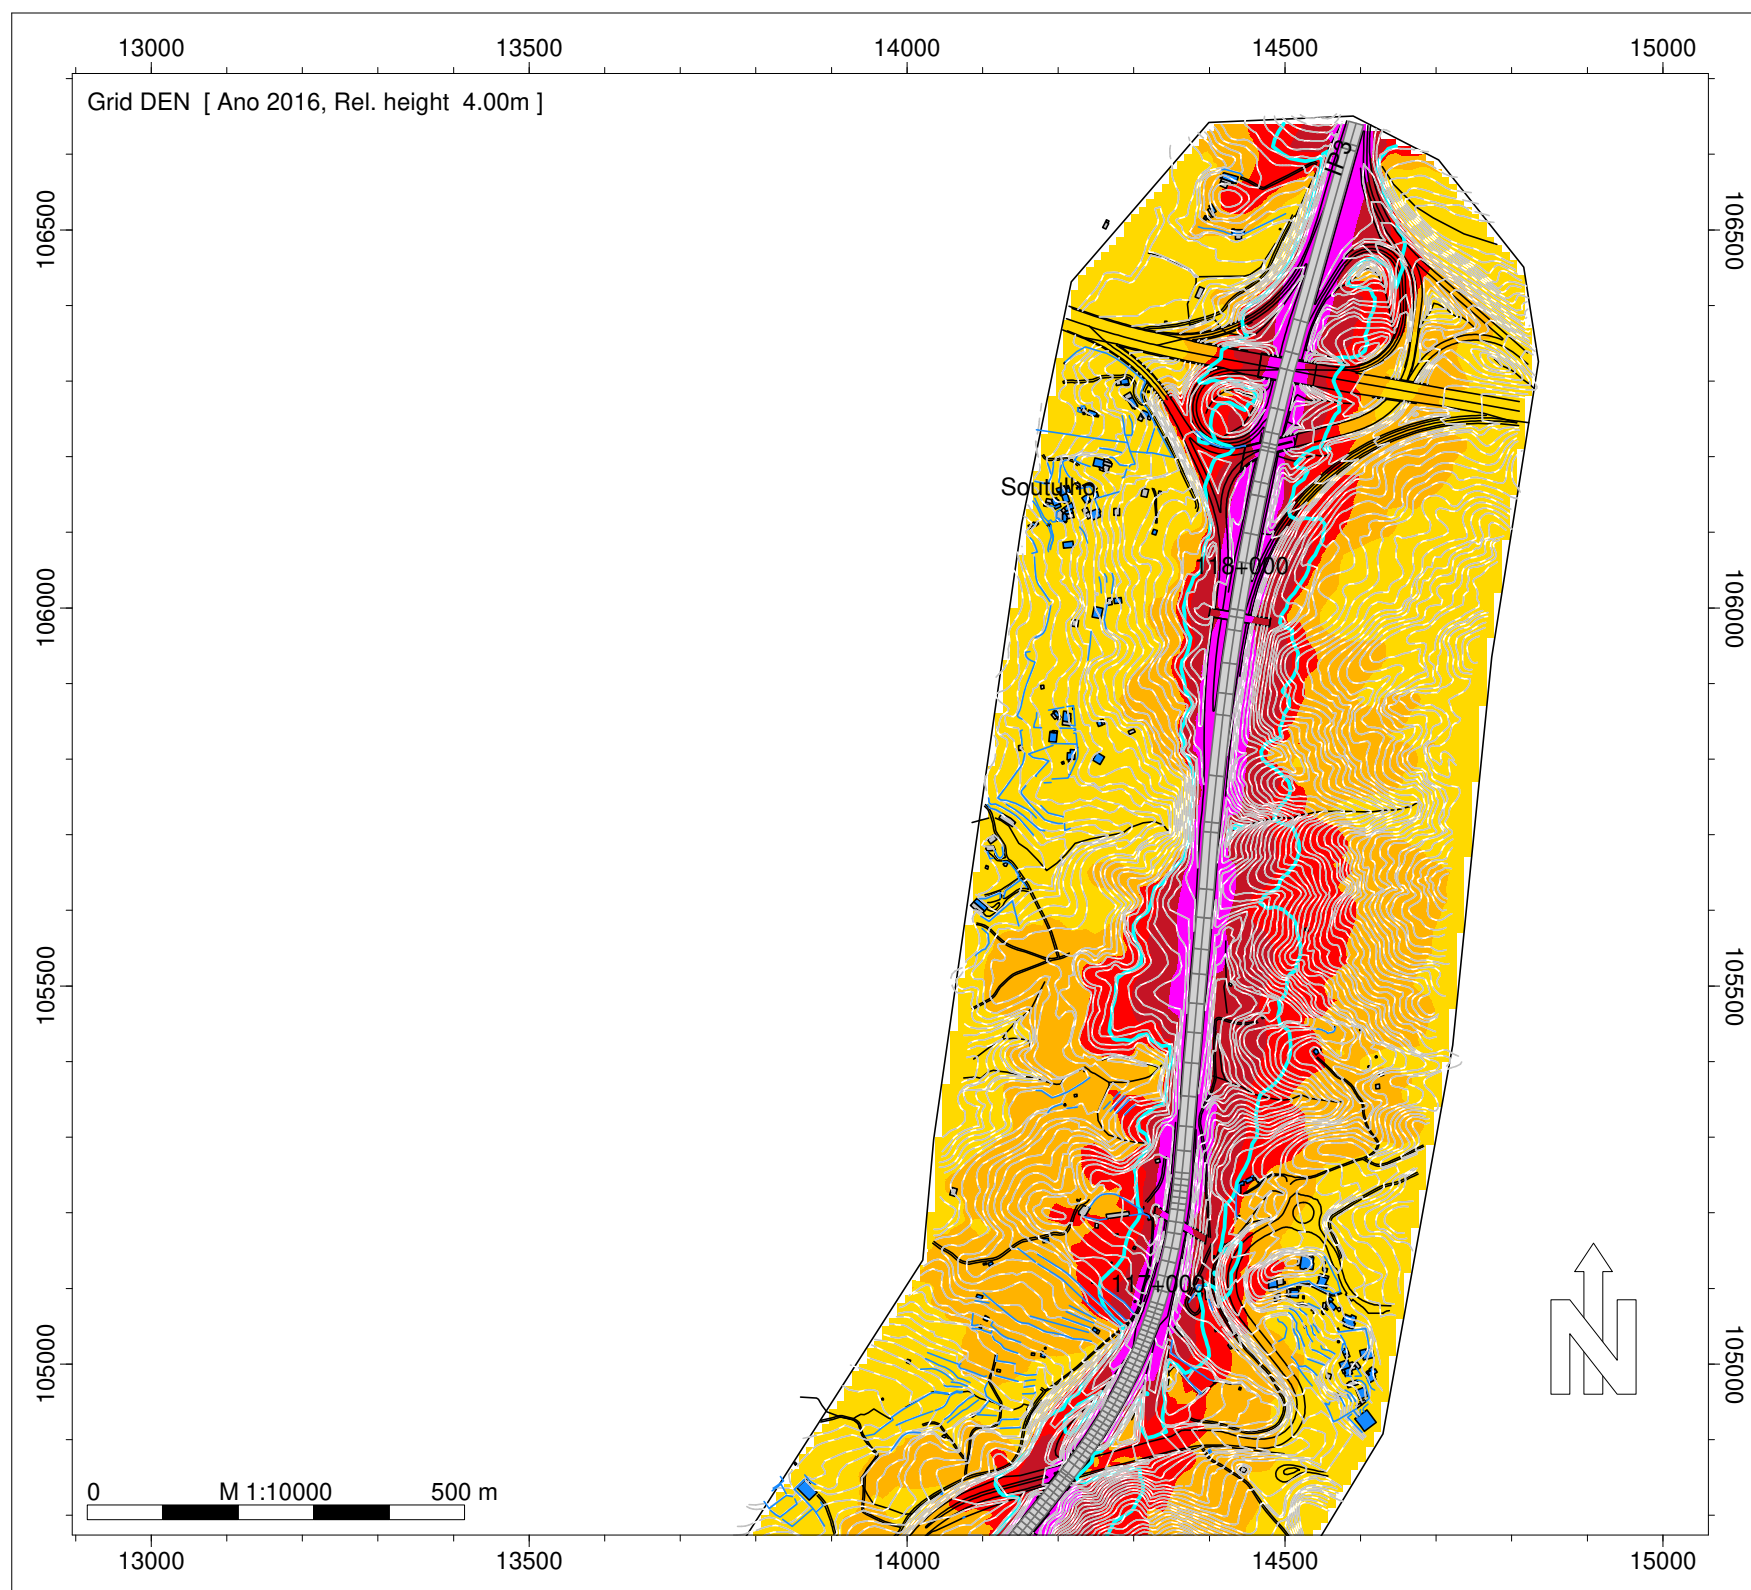 13000 13500 14000 14500 15000
Grid DEN [ Ano 2016, Rel. height 4.00m ]
IP3
106500 106500
Soutulho
118+000
106000 106000
105500 105500
117+000
105000 105000
N
0 M 1:10000 500 m
13000 13500 14000 14500 15000